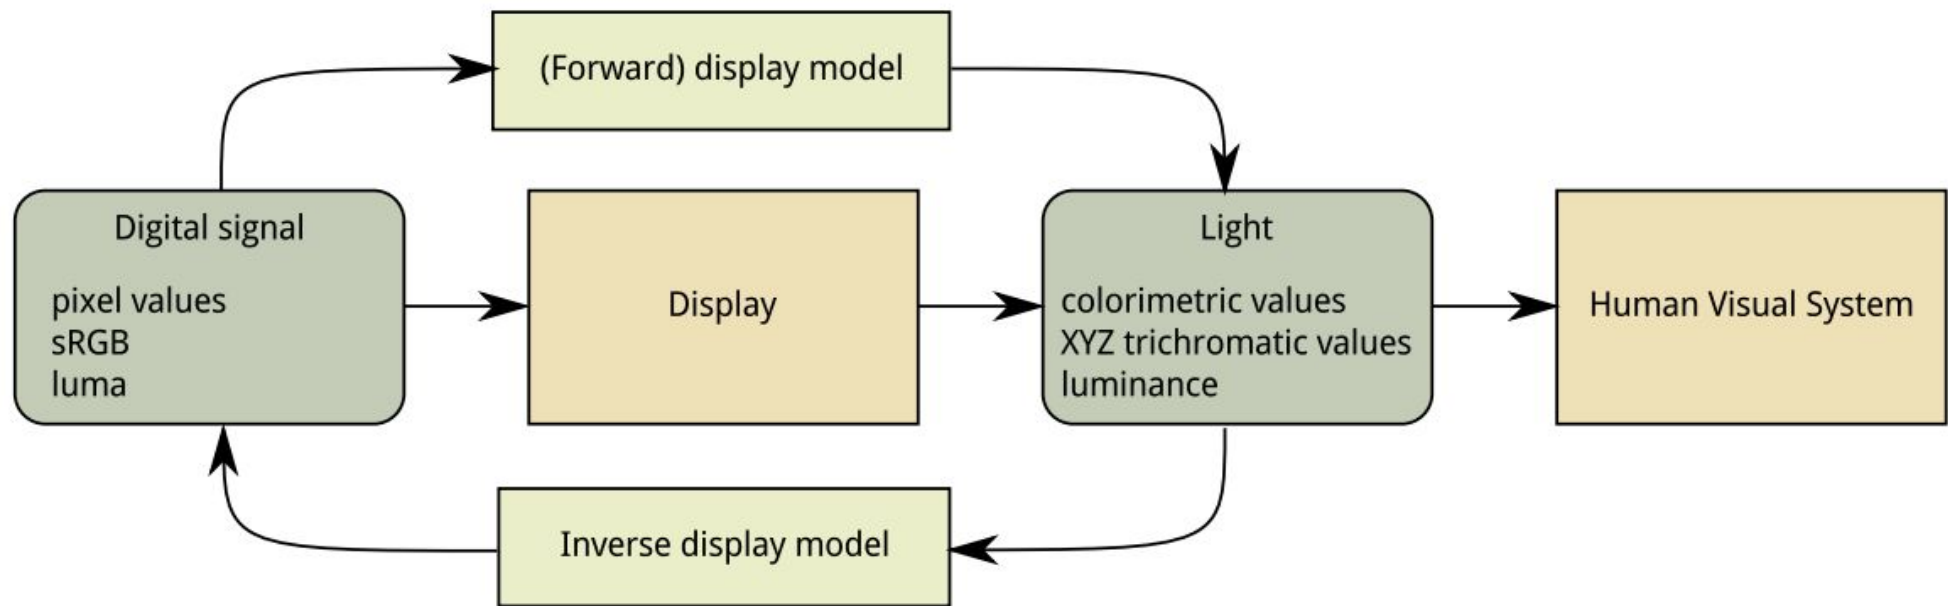 (Forward) display model
Digital signal
pixel values
sRGB
luma
Display
Light
colorimetric values
XYZ trichromatic values
luminance
Human Visual System
Inverse display model